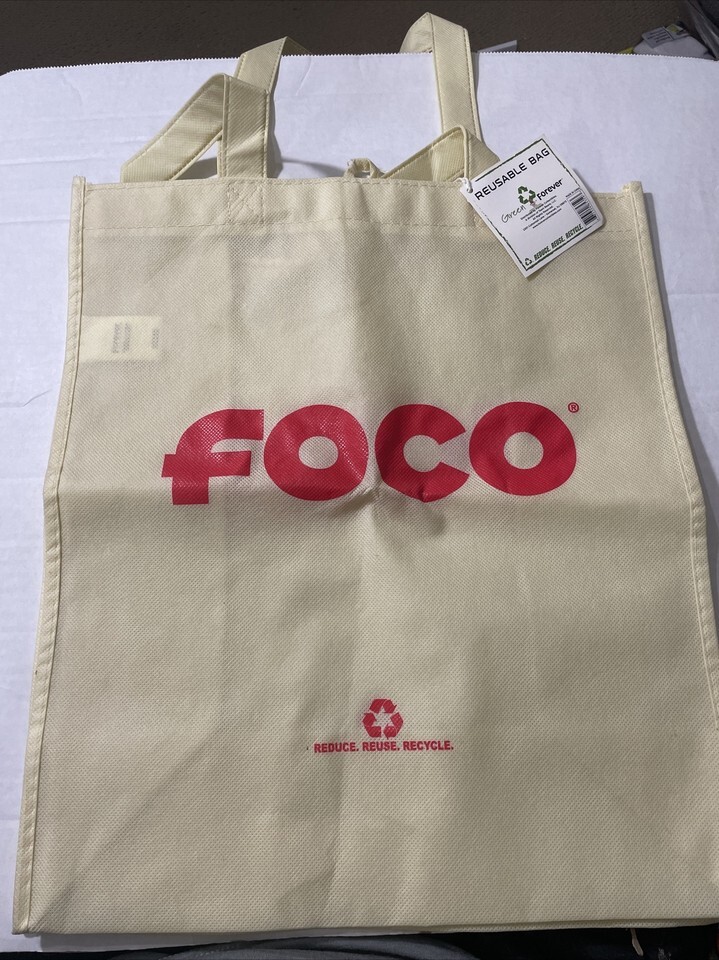 REUSABLE BAG
Green Forever
REDUCE. REUSE. RECYCLE.
FOCO®
REDUCE. REUSE. RECYCLE.